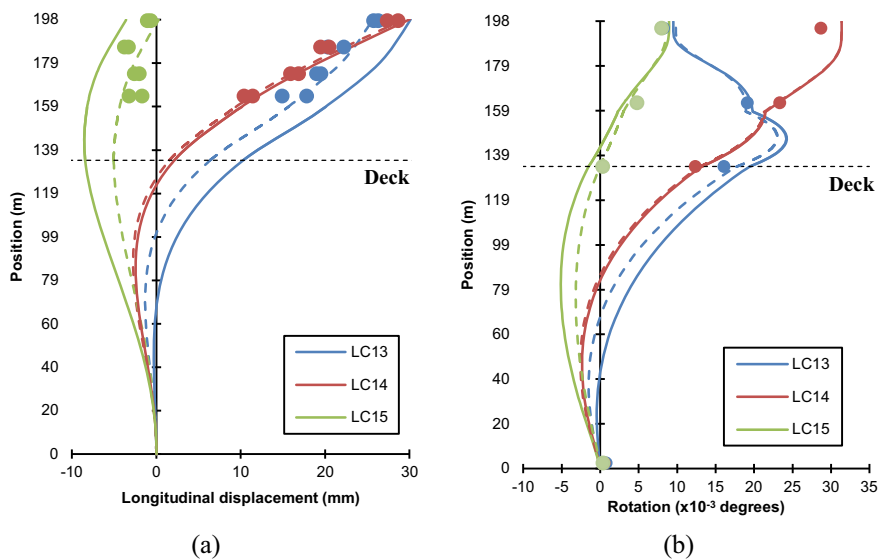 198
179
159
139
119
99
79
60
40
20
0
Position (m)
-10 0 10 20 30
Longitudinal displacement (mm)
Deck
LC13
LC14
LC15
(a)
198
179
159
139
119
99
79
60
40
20
0
Position (m)
-10 -5 0 5 10 15 20 25 30 35
Rotation (x10-³ degrees)
Deck
LC13
LC14
LC15
(b)